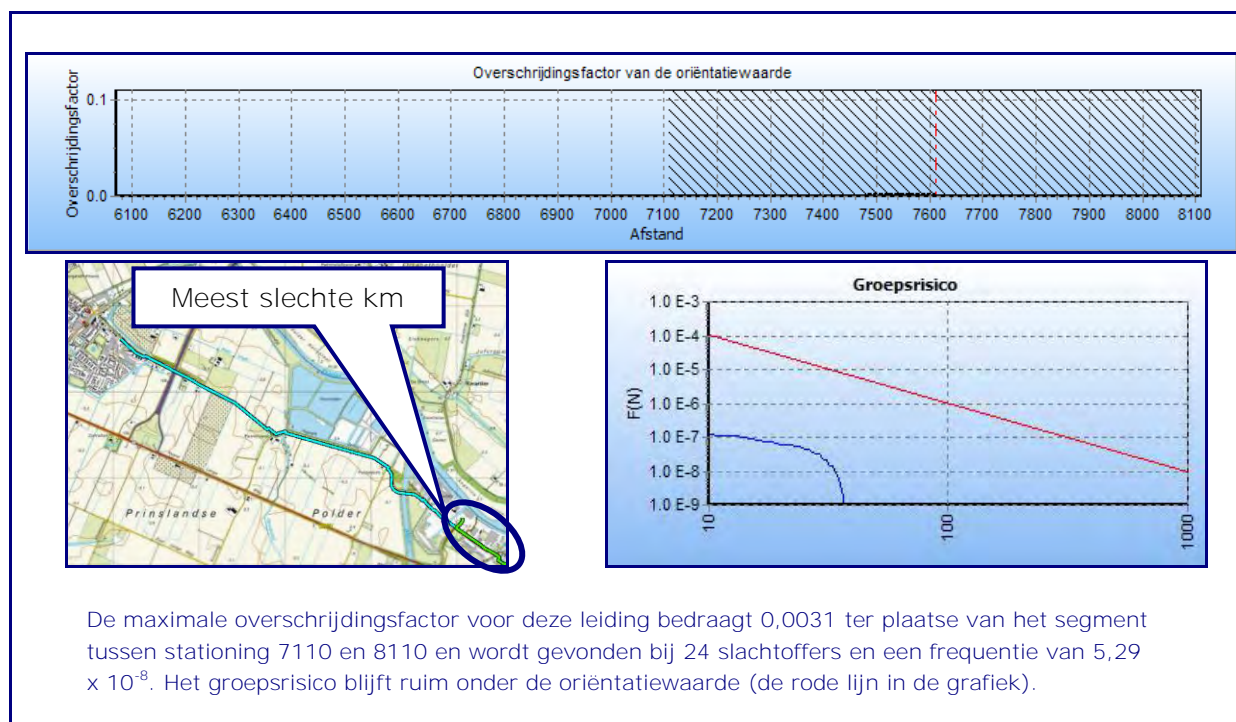 Overschrijdingsfactor van de oriëntatiewaarde
Overschrijdingsfactor
0.1
0.0
6100 6200 6300 6400 6500 6600 6700 6800 6900 7000 7100 7200 7300 7400 7500 7600 7700 7800 7900 8000 8100
Afstand
Meest slechte km
Prinslandse Polder
Groepsrisico
F(N)
1.0 E-3
1.0 E-4
1.0 E-5
1.0 E-6
1.0 E-7
1.0 E-8
1.0 E-9
10 100 1000
De maximale overschrijdingsfactor voor deze leiding bedraagt 0,0031 ter plaatse van het segment
tussen stationing 7110 en 8110 en wordt gevonden bij 24 slachtoffers en een frequentie van 5,29
x 10⁻⁸. Het groepsrisico blijft ruim onder de oriëntatiewaarde (de rode lijn in de grafiek).